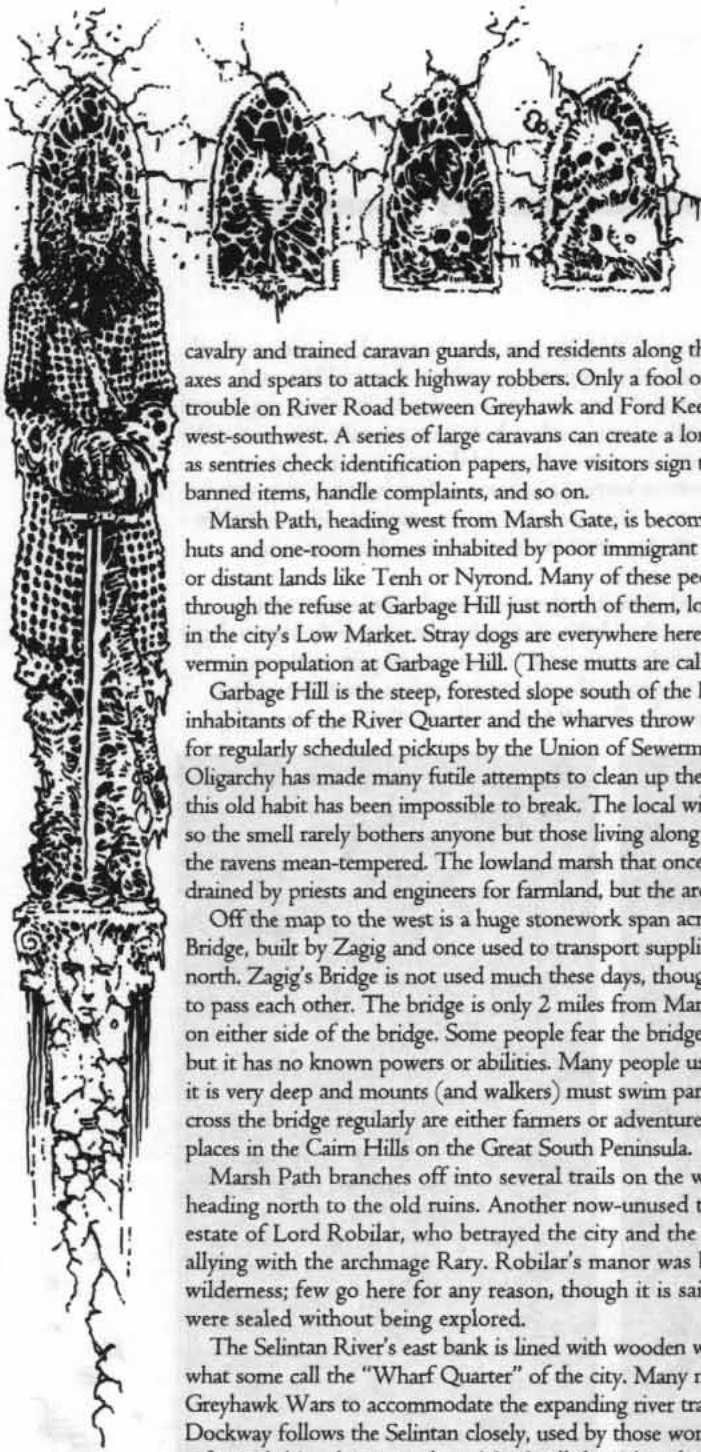 cavalry and trained caravan guards, and residents along th
axes and spears to attack highway robbers. Only a fool o
trouble on River Road between Greyhawk and Ford Kee
west-southwest. A series of large caravans can create a lon
as sentries check identification papers, have visitors sign t
banned items, handle complaints, and so on.
Marsh Path, heading west from Marsh Gate, is becom
huts and one-room homes inhabited by poor immigrant
or distant lands like Tenh or Nyrond. Many of these pe
through the refuse at Garbage Hill just north of them, lo
in the city's Low Market. Stray dogs are everywhere here
vermin population at Garbage Hill. (These mutts are call
Garbage Hill is the steep, forested slope south of the
inhabitants of the River Quarter and the wharves throw
for regularly scheduled pickups by the Union of Sewerm
Oligarchy has made many futile attempts to clean up the
this old habit has been impossible to break. The local wi
so the smell rarely bothers anyone but those living along
the ravens mean-tempered. The lowland marsh that once
drained by priests and engineers for farmland, but the are
Off the map to the west is a huge stonework span acr
Bridge, built by Zagig and once used to transport suppli
north. Zagig's Bridge is not used much these days, thoug
to pass each other. The bridge is only 2 miles from Mar
on either side of the bridge. Some people fear the bridge
but it has no known powers or abilities. Many people us
it is very deep and mounts (and walkers) must swim par
cross the bridge regularly are either farmers or adventure
places in the Cairn Hills on the Great South Peninsula.
Marsh Path branches off into several trails on the w
heading north to the old ruins. Another now-unused t
estate of Lord Robilar, who betrayed the city and the
allying with the archmage Rary. Robilar's manor was b
wilderness; few go here for any reason, though it is sai
were sealed without being explored.
The Selintan River's east bank is lined with wooden w
what some call the "Wharf Quarter" of the city. Many n
Greyhawk Wars to accommodate the expanding river tra
Dockway follows the Selintan closely, used by those wor